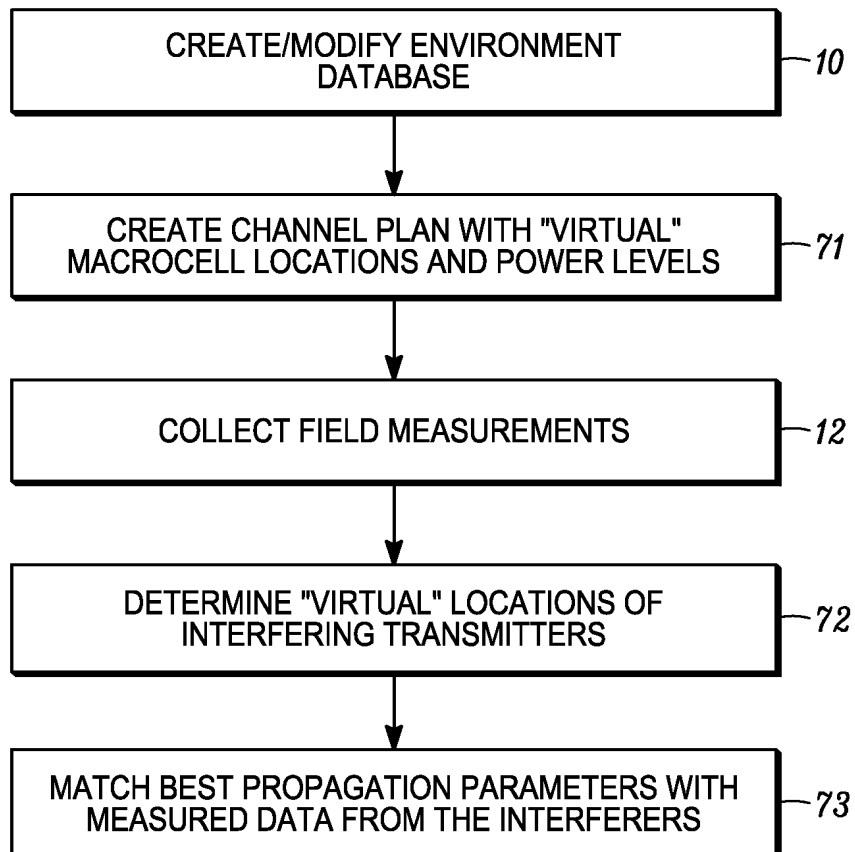 CREATE/MODIFY ENVIRONMENT
DATABASE
10
CREATE CHANNEL PLAN WITH "VIRTUAL"
MACROCELL LOCATIONS AND POWER LEVELS
71
COLLECT FIELD MEASUREMENTS
12
DETERMINE "VIRTUAL" LOCATIONS OF
INTERFERING TRANSMITTERS
72
MATCH BEST PROPAGATION PARAMETERS WITH
MEASURED DATA FROM THE INTERFERERS
73